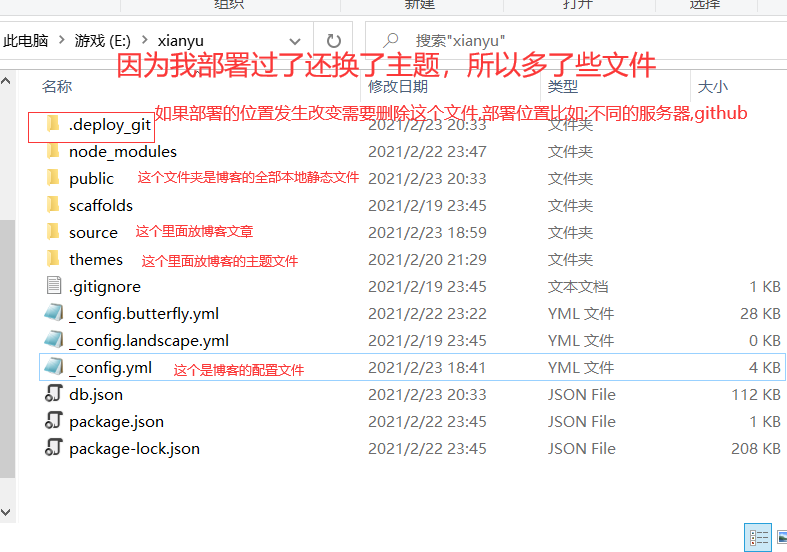 组织 新建 打开 选择
此电脑 > 游戏 (E:) > xianyu 搜索"xianyu"
因为我部署过了还换了主题，所以多了些文件
名称 修改日期 类型 大小
如果部署的位置发生改变需要删除这个文件.部署位置比如:不同的服务器,github
.deploy_git 2021/2/23 20:33 文件夹
node_modules 2021/2/22 23:47 文件夹
public 这个文件夹是博客的全部本地静态文件 2021/2/23 20:33 文件夹
scaffolds 2021/2/19 23:45 文件夹
source 这个里面放博客文章 2021/2/23 18:59 文件夹
themes 这个里面放博客的主题文件 2021/2/20 21:29 文件夹
.gitignore 2021/2/19 23:45 文本文档 1 KB
_config.butterfly.yml 2021/2/22 23:22 YML 文件 28 KB
_config.landscape.yml 2021/2/19 23:45 YML 文件 0 KB
_config.yml 这个是博客的配置文件 2021/2/23 18:41 YML 文件 4 KB
db.json 2021/2/23 20:33 JSON File 112 KB
package.json 2021/2/22 23:45 JSON File 1 KB
package-lock.json 2021/2/22 23:45 JSON File 208 KB